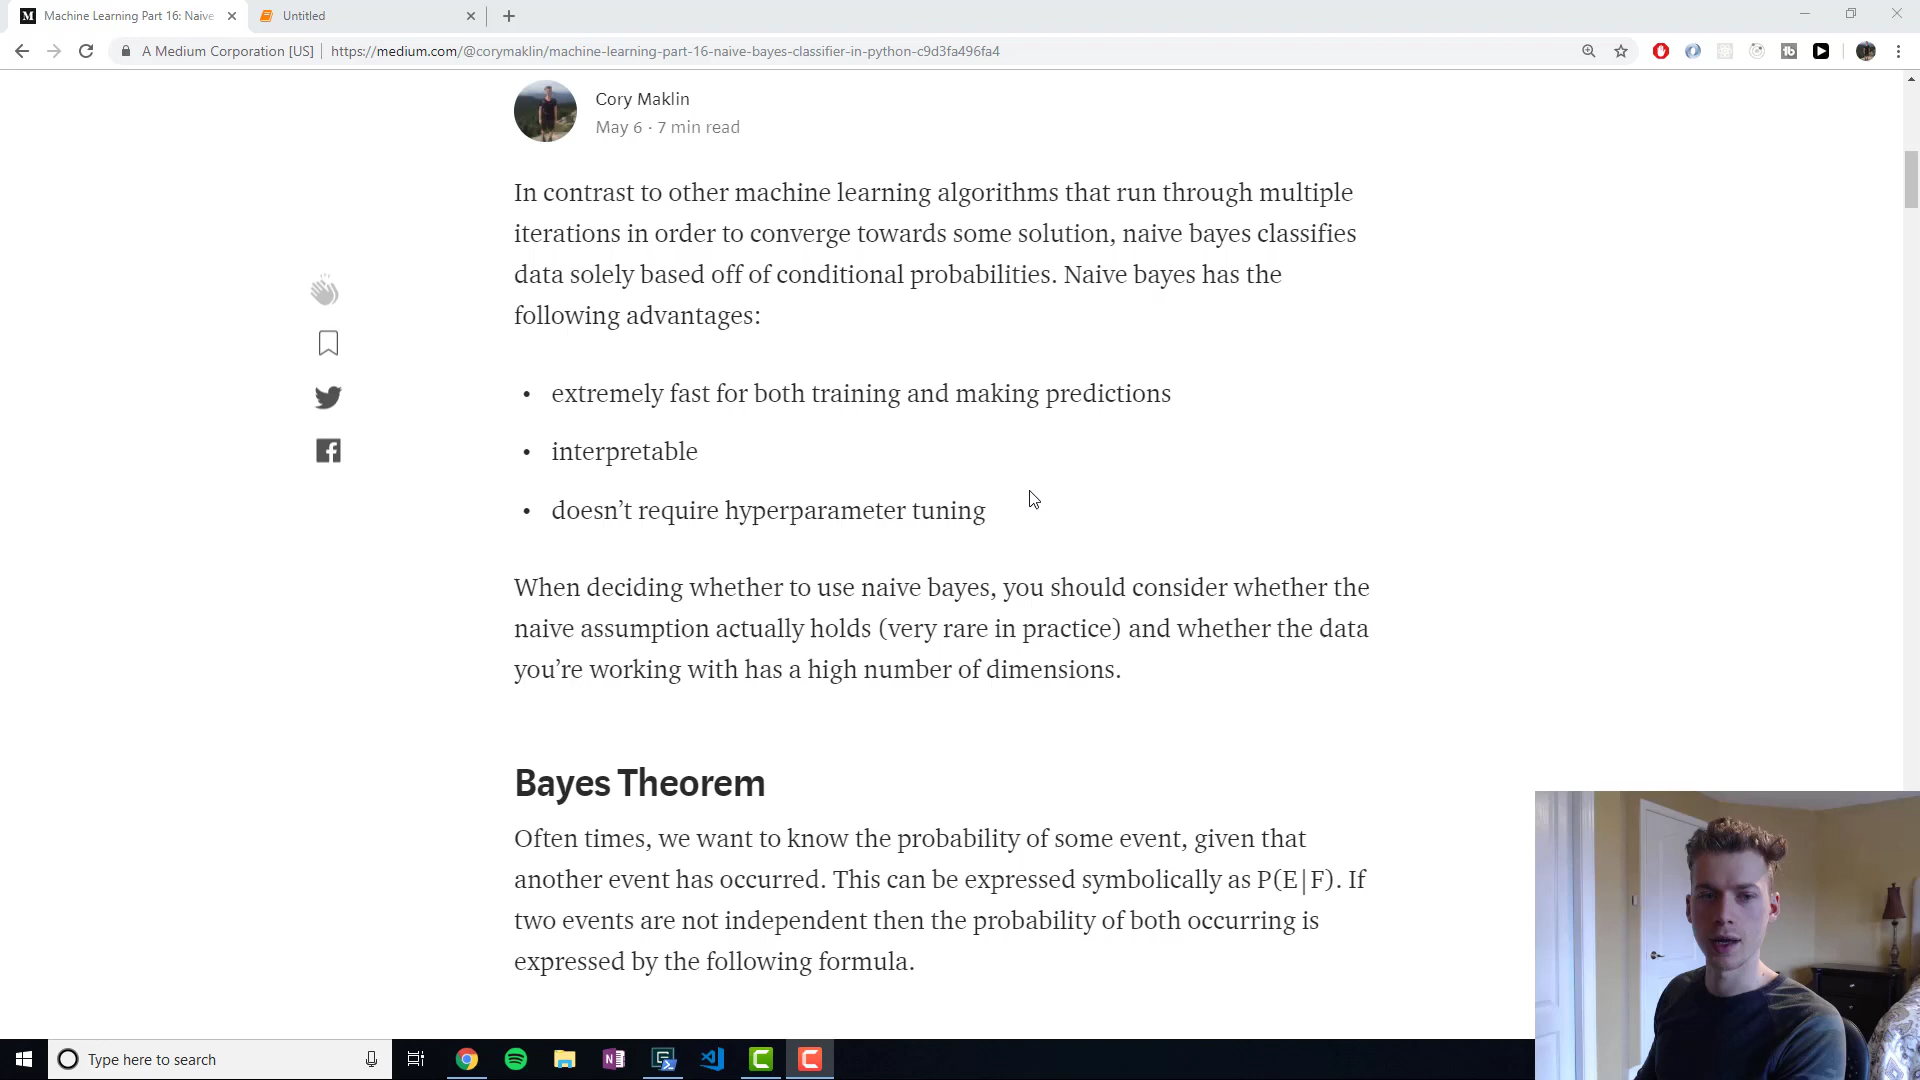 Machine Learning Part 16: Naive
Untitled
A Medium Corporation [US]
https://medium.com/@corymaklin/machine-learning-part-16-naive-bayes-classifier-in-python-c9d3fa496fa4
Cory Maklin
May 6 · 7 min read
In contrast to other machine learning algorithms that run through multiple
iterations in order to converge towards some solution, naive bayes classifies
data solely based off of conditional probabilities. Naive bayes has the
following advantages:
• extremely fast for both training and making predictions
• interpretable
• doesn’t require hyperparameter tuning
When deciding whether to use naive bayes, you should consider whether the
naive assumption actually holds (very rare in practice) and whether the data
you’re working with has a high number of dimensions.
Bayes Theorem
Often times, we want to know the probability of some event, given that
another event has occurred. This can be expressed symbolically as P(E|F). If
two events are not independent then the probability of both occurring is
expressed by the following formula.
Type here to search